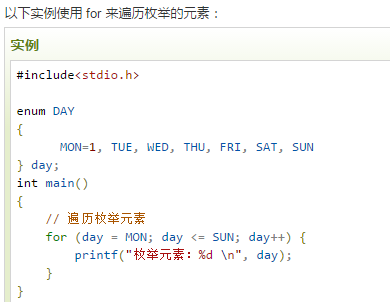 以下实例使用 for 来遍历枚举的元素：
实例
#include<stdio.h>
enum DAY
{
      MON=1, TUE, WED, THU, FRI, SAT, SUN
} day;
int main()
{
    // 遍历枚举元素
    for (day = MON; day <= SUN; day++) {
        printf("枚举元素：%d \n", day);
    }
}